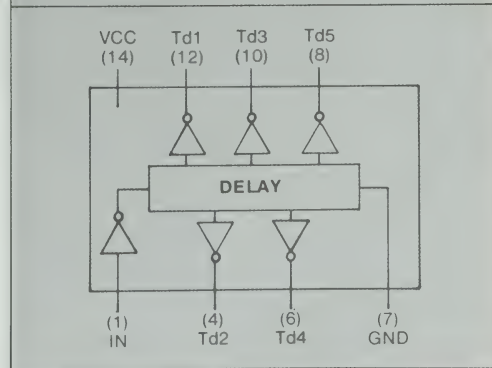 VCC Td1 Td3 Td5
(14) (12) (10) (8)
DELAY
(1) (4) (6) (7)
IN Td2 Td4 GND